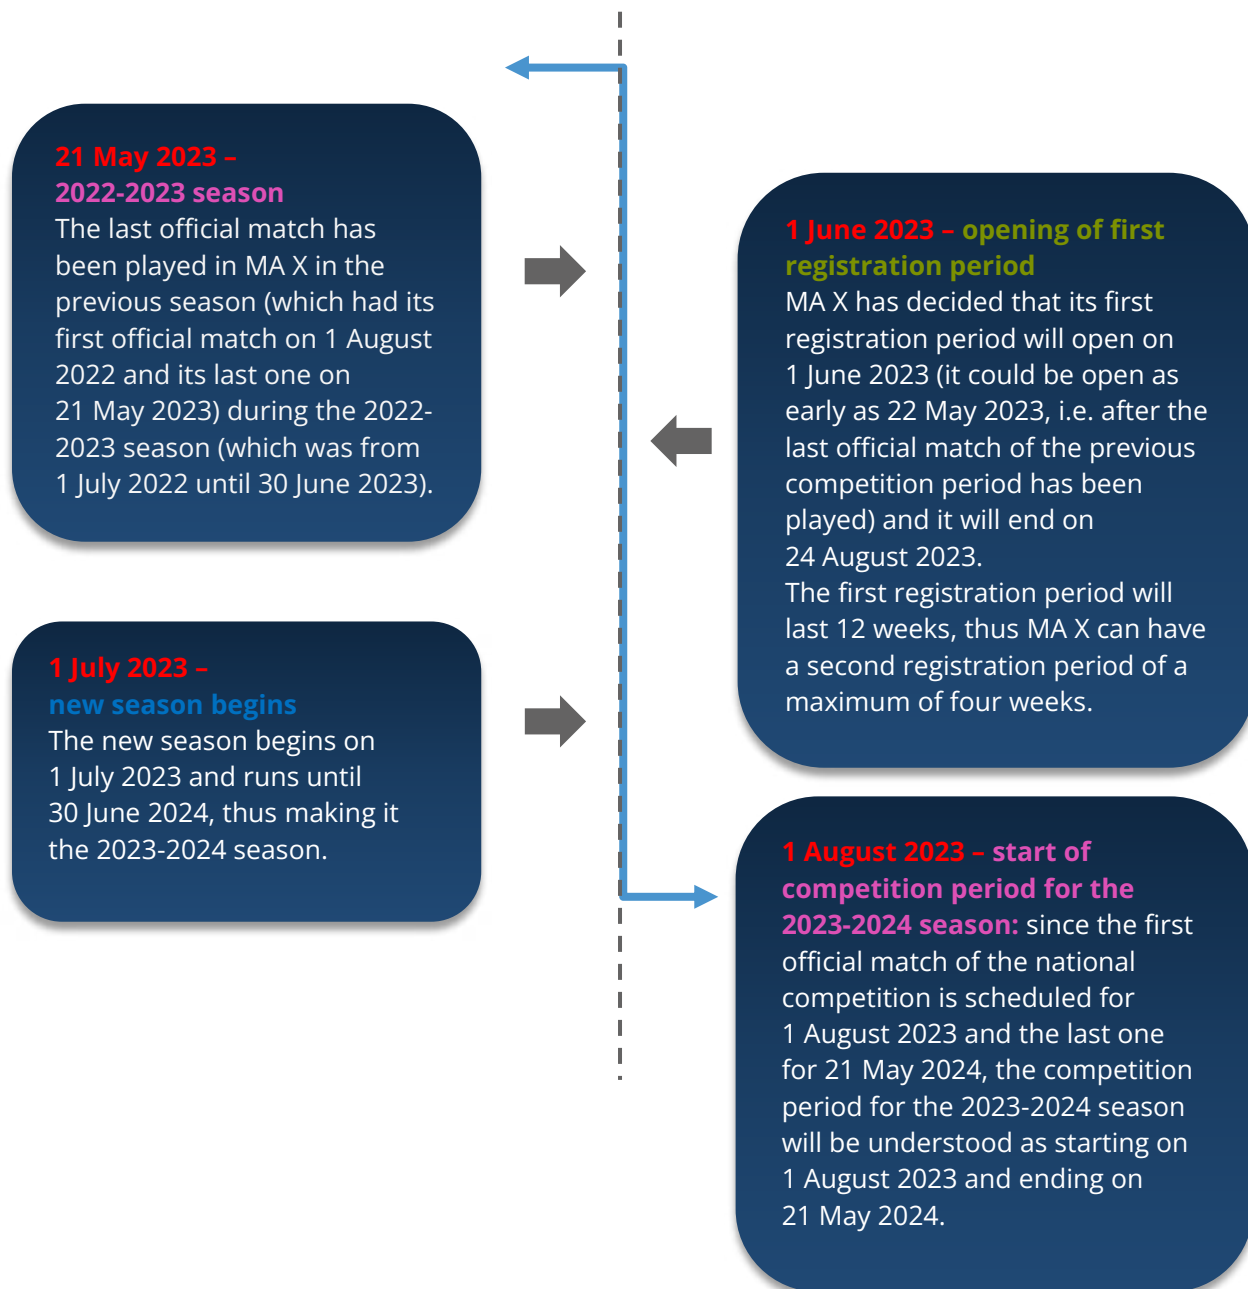 21 May 2023 –
2022-2023 season
The last official match has
been played in MA X in the
previous season (which had its
first official match on 1 August
2022 and its last one on
21 May 2023) during the 2022-
2023 season (which was from
1 July 2022 until 30 June 2023).
1 June 2023 – opening of first
registration period
MA X has decided that its first
registration period will open on
1 June 2023 (it could be open as
early as 22 May 2023, i.e. after the
last official match of the previous
competition period has been
played) and it will end on
24 August 2023.
The first registration period will
last 12 weeks, thus MA X can have
a second registration period of a
maximum of four weeks.
1 July 2023 –
new season begins
The new season begins on
1 July 2023 and runs until
30 June 2024, thus making it
the 2023-2024 season.
1 August 2023 – start of
competition period for the
2023-2024 season: since the first
official match of the national
competition is scheduled for
1 August 2023 and the last one
for 21 May 2024, the competition
period for the 2023-2024 season
will be understood as starting on
1 August 2023 and ending on
21 May 2024.